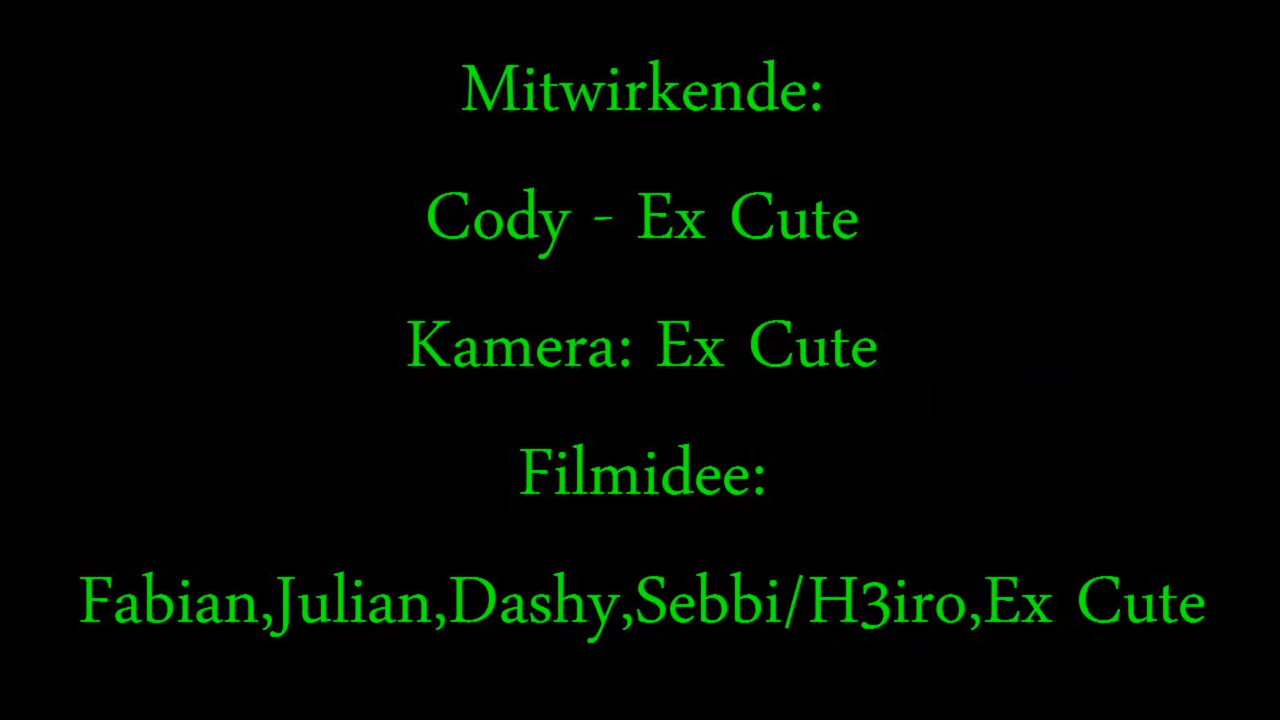 Mitwirkende:
Cody - Ex Cute
Kamera: Ex Cute
Filmidee:
Fabian,Julian,Dashy,Sebbi/H3iro,Ex Cute